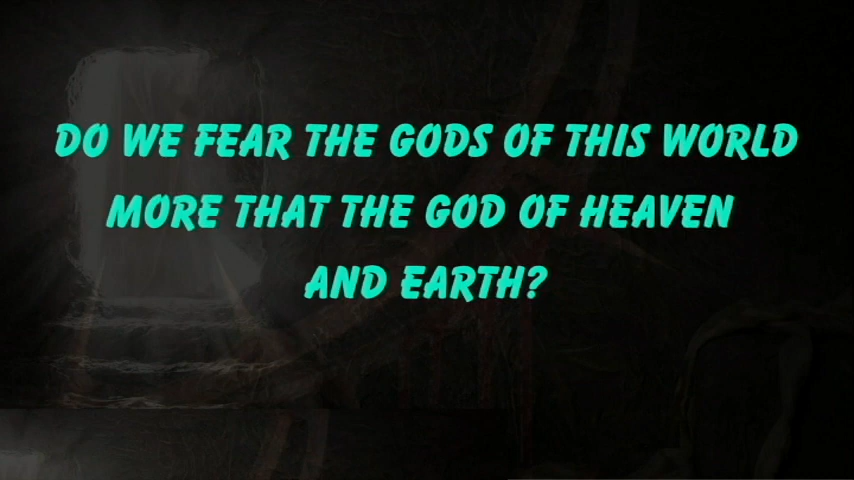 DO WE FEAR THE GODS OF THIS WORLD
MORE THAT THE GOD OF HEAVEN
AND EARTH?